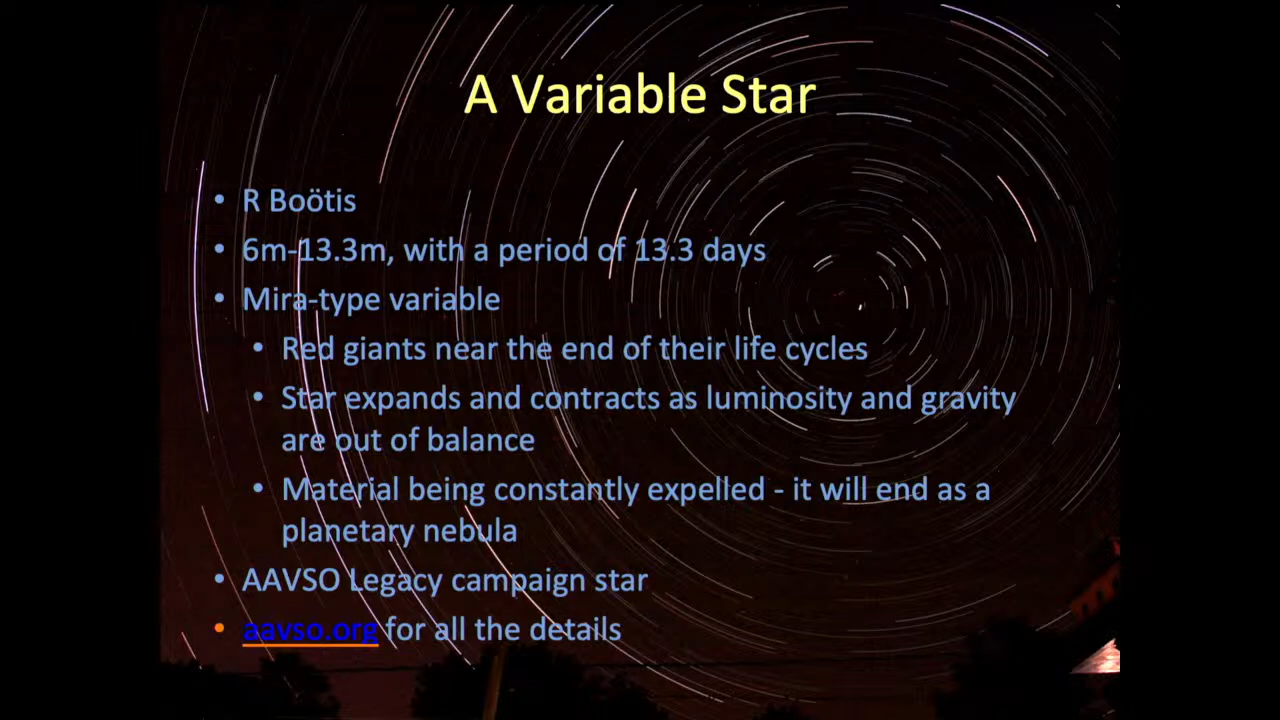 A Variable Star
• R Boötis
• 6m-13.3m, with a period of 13.3 days
• Mira-type variable
• Red giants near the end of their life cycles
• Star expands and contracts as luminosity and gravity
are out of balance
• Material being constantly expelled - it will end as a
planetary nebula
• AAVSO Legacy campaign star
• aavso.org for all the details